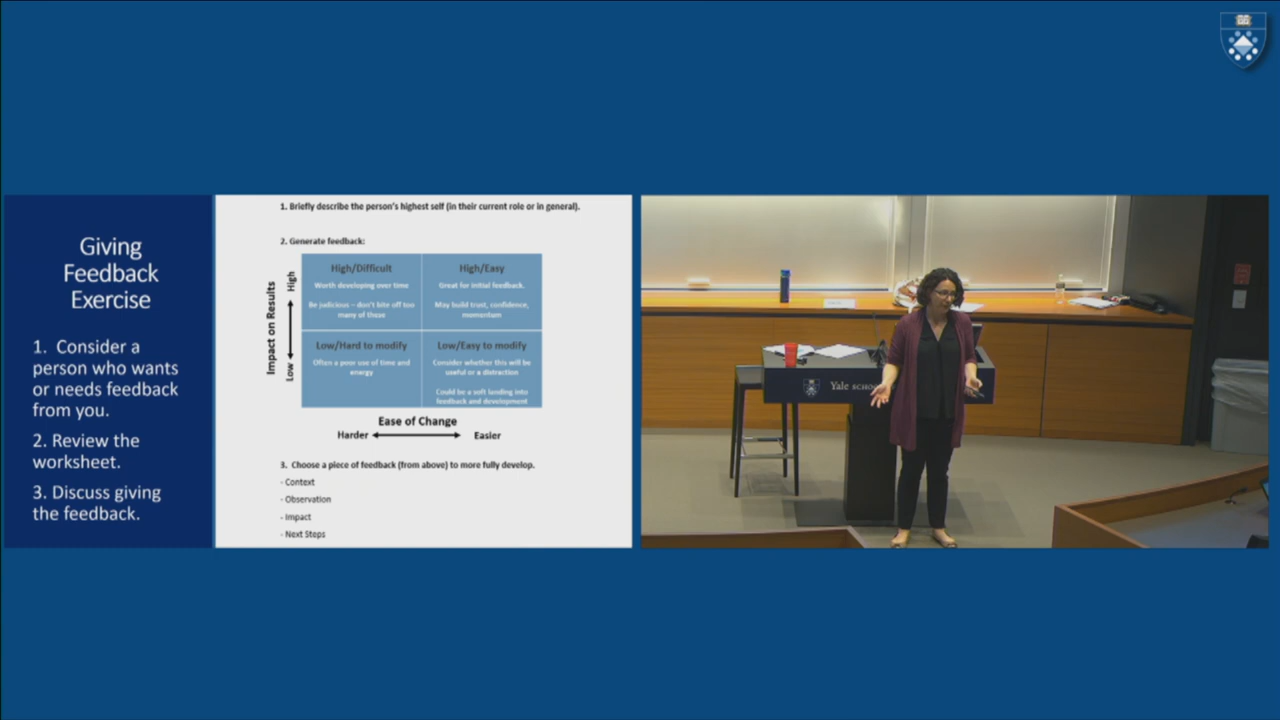 Giving
Feedback
Exercise
1. Consider a
person who wants
or needs feedback
from you.
2. Review the
worksheet.
3. Discuss giving
the feedback.
1. Briefly describe the person's highest self (in their current role or in general).
2. Generate feedback:
Impact on Results
High
Low
High/Difficult
Worth developing over time
Be judicious – don't bite off too
many of these
High/Easy
Great for initial feedback.
May build trust, confidence,
momentum
Low/Hard to modify
Often a poor use of time and
energy
Low/Easy to modify
Consider whether this will be
useful or a distraction
Could be a soft landing into
feedback and development
Ease of Change
Harder
Easier
3. Choose a piece of feedback (from above) to more fully develop.
- Context
- Observation
- Impact
- Next Steps
Yale SCHOO